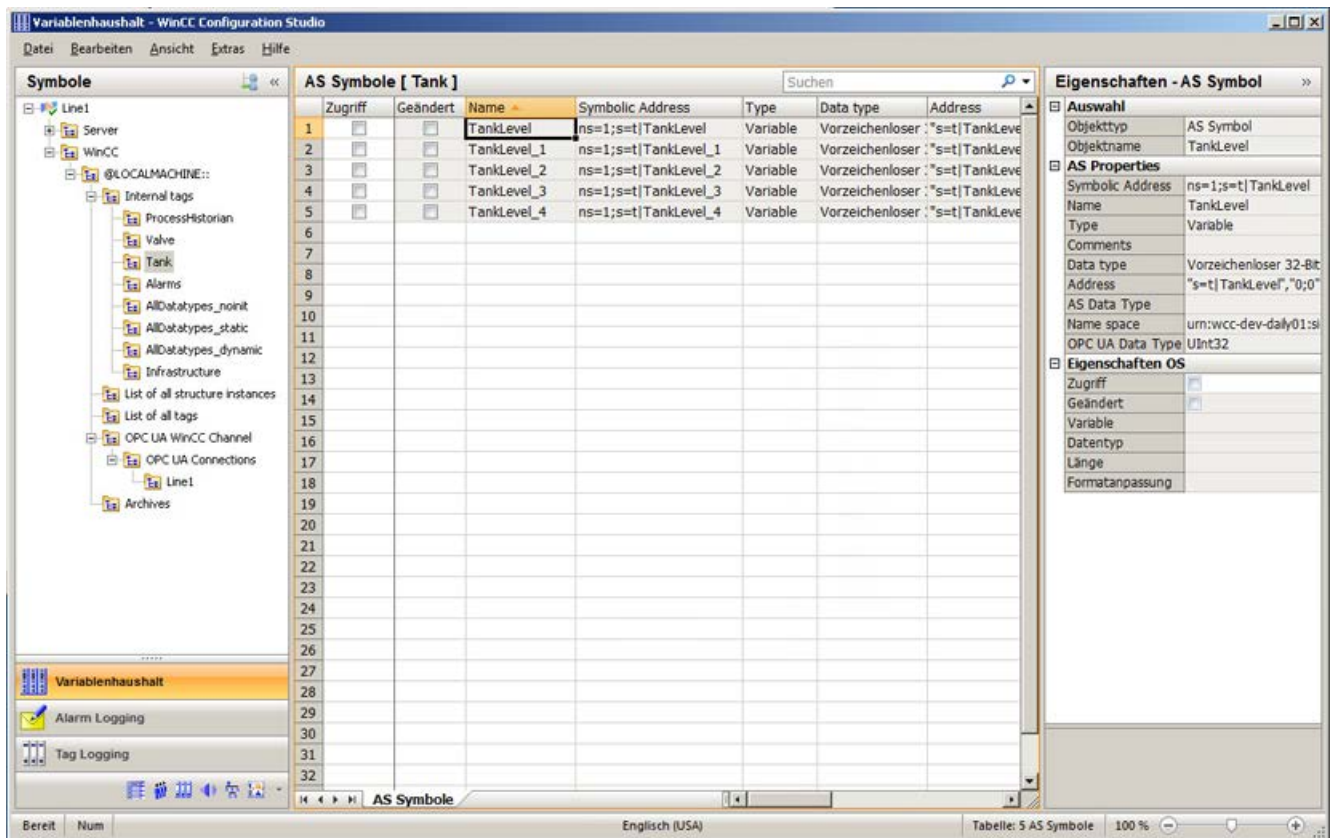 Variablenhaushalt - WinCC Configuration Studio
Datei Bearbeiten Ansicht Extras Hilfe
Symbole «
Line1
Server
WinCC
@LOCALMACHINE::
Internal tags
ProcessHistorian
Valve
Tank
Alarms
AllDatatypes_noinit
AllDatatypes_static
AllDatatypes_dynamic
Infrastructure
List of all structure instances
List of all tags
OPC UA WinCC Channel
OPC UA Connections
Line1
Archives
Variablenhaushalt
Alarm Logging
Tag Logging
AS Symbole [ Tank ] Suchen
Zugriff Geändert Name Symbolic Address Type Data type Address
1 TankLevel ns=1;s=t|TankLevel Variable Vorzeichenloser "s=t|TankLeve
2 TankLevel_1 ns=1;s=t|TankLevel_1 Variable Vorzeichenloser "s=t|TankLeve
3 TankLevel_2 ns=1;s=t|TankLevel_2 Variable Vorzeichenloser "s=t|TankLeve
4 TankLevel_3 ns=1;s=t|TankLevel_3 Variable Vorzeichenloser "s=t|TankLeve
5 TankLevel_4 ns=1;s=t|TankLevel_4 Variable Vorzeichenloser "s=t|TankLeve
6
7
8
9
10
11
12
13
14
15
16
17
18
19
20
21
22
23
24
25
26
27
28
29
30
31
32
AS Symbole
Eigenschaften - AS Symbol »
Auswahl
Objekttyp AS Symbol
Objektname TankLevel
AS Properties
Symbolic Address ns=1;s=t|TankLevel
Name TankLevel
Type Variable
Comments
Data type Vorzeichenloser 32-Bit
Address "s=t|TankLevel","0;0"
AS Data Type
Name space urn:wcc-dev-daily01:si
OPC UA Data Type UInt32
Eigenschaften OS
Zugriff
Geändert
Variable
Datentyp
Länge
Formatanpassung
Bereit Num Englisch (USA) Tabelle: 5 AS Symbole 100 %